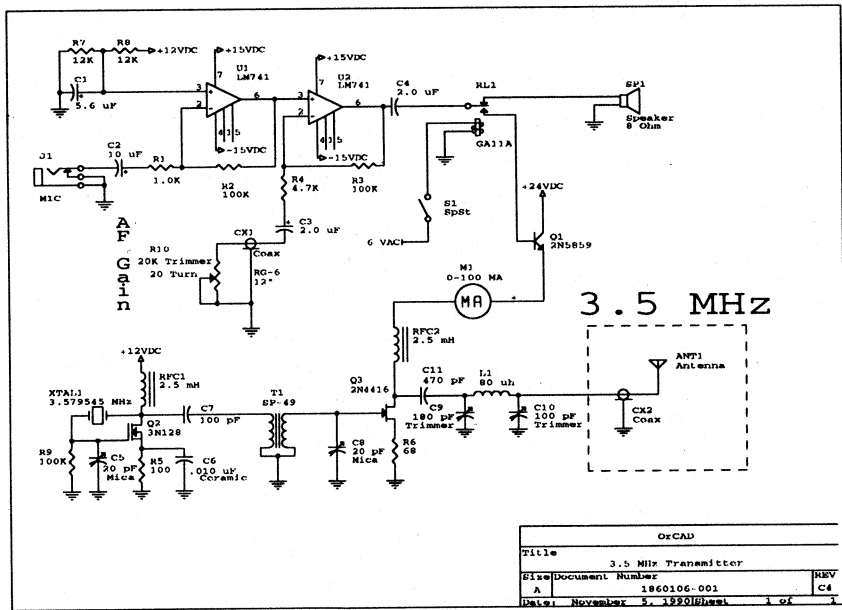 R7
12K
R8
12K
+12VDC
C1
5.6 uF
+15VDC
U1
LM741
7
3
2
6
4 1 5
-15VDC
+15VDC
U2
LM741
7
3
2
6
4 1 5
-15VDC
C4
2.0 uF
RL1
GA11A
SP1
Speaker
8 Ohm
J1
MIC
C2
10 uF
R1
1.0K
R2
100K
R4
4.7K
R3
100K
C3
2.0 uF
S1
SpSt
6 VAC
+24VDC
Q1
2N5859
AF Gain
R10
20K Trimmer
20 Turn
CX1
Coax
RG-6
12"
M1
0-100 MA
MA
+
3.5 MHz
RFC2
2.5 mH
+12VDC
RFC1
2.5 mH
XTAL1
3.579545 MHz
Q2
3N128
C7
100 pF
T1
SP-49
Q3
2N4416
C11
470 pF
L1
80 uh
C9
180 pF
Trimmer
C10
100 pF
Trimmer
ANT1
Antenna
CX2
Coax
R9
100K
C5
20 pF
Mica
R5
100
C6
.010 uF
Ceramic
C8
20 pF
Mica
R6
68
OrCAD
Title
3.5 MHz Transmitter
Size Document Number REV
A 1860106-001 C4
Date: November 5, 1990 Sheet 1 of 1